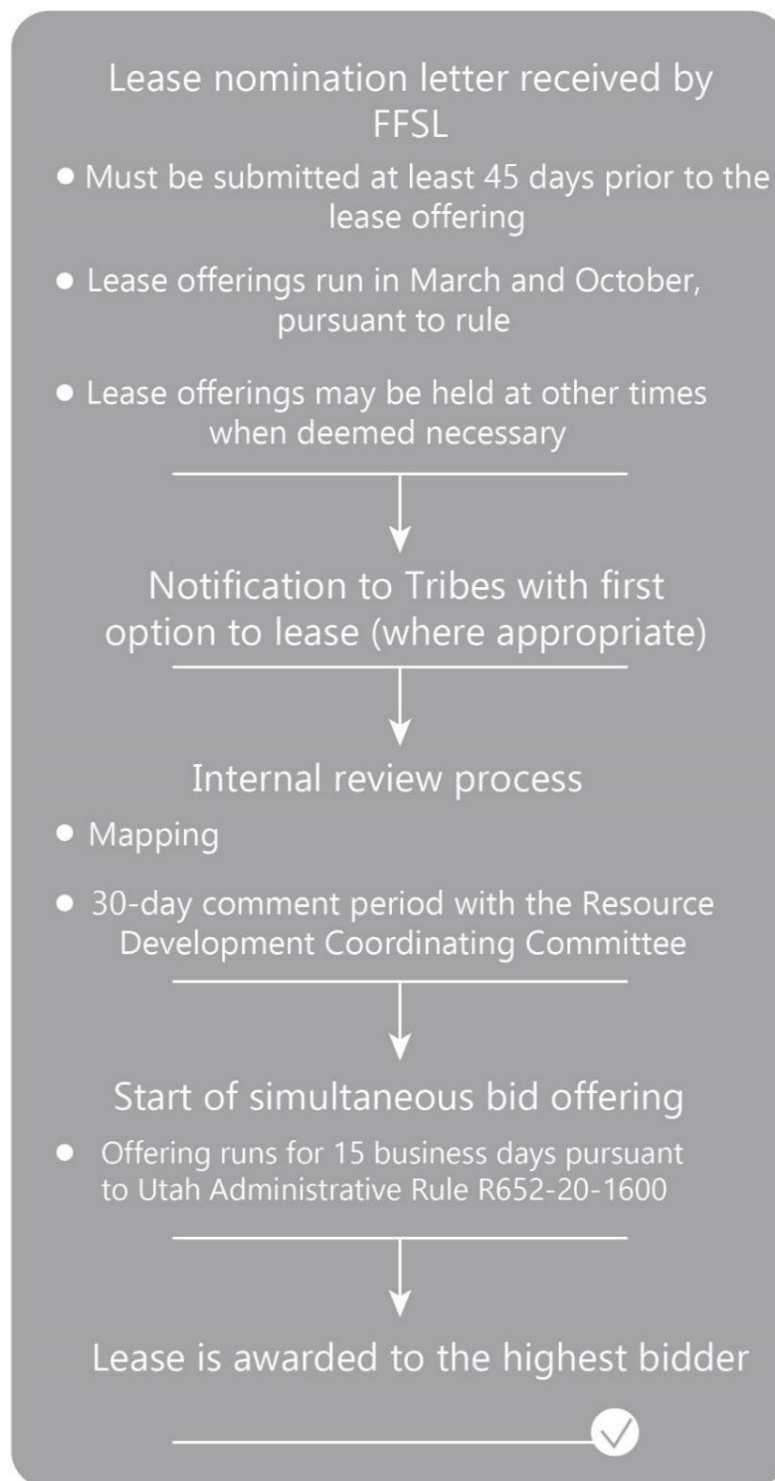 Lease nomination letter received by
FFSL
● Must be submitted at least 45 days prior to the
lease offering
● Lease offerings run in March and October,
pursuant to rule
● Lease offerings may be held at other times
when deemed necessary
Notification to Tribes with first
option to lease (where appropriate)
Internal review process
● Mapping
● 30-day comment period with the Resource
Development Coordinating Committee
Start of simultaneous bid offering
● Offering runs for 15 business days pursuant
to Utah Administrative Rule R652-20-1600
Lease is awarded to the highest bidder